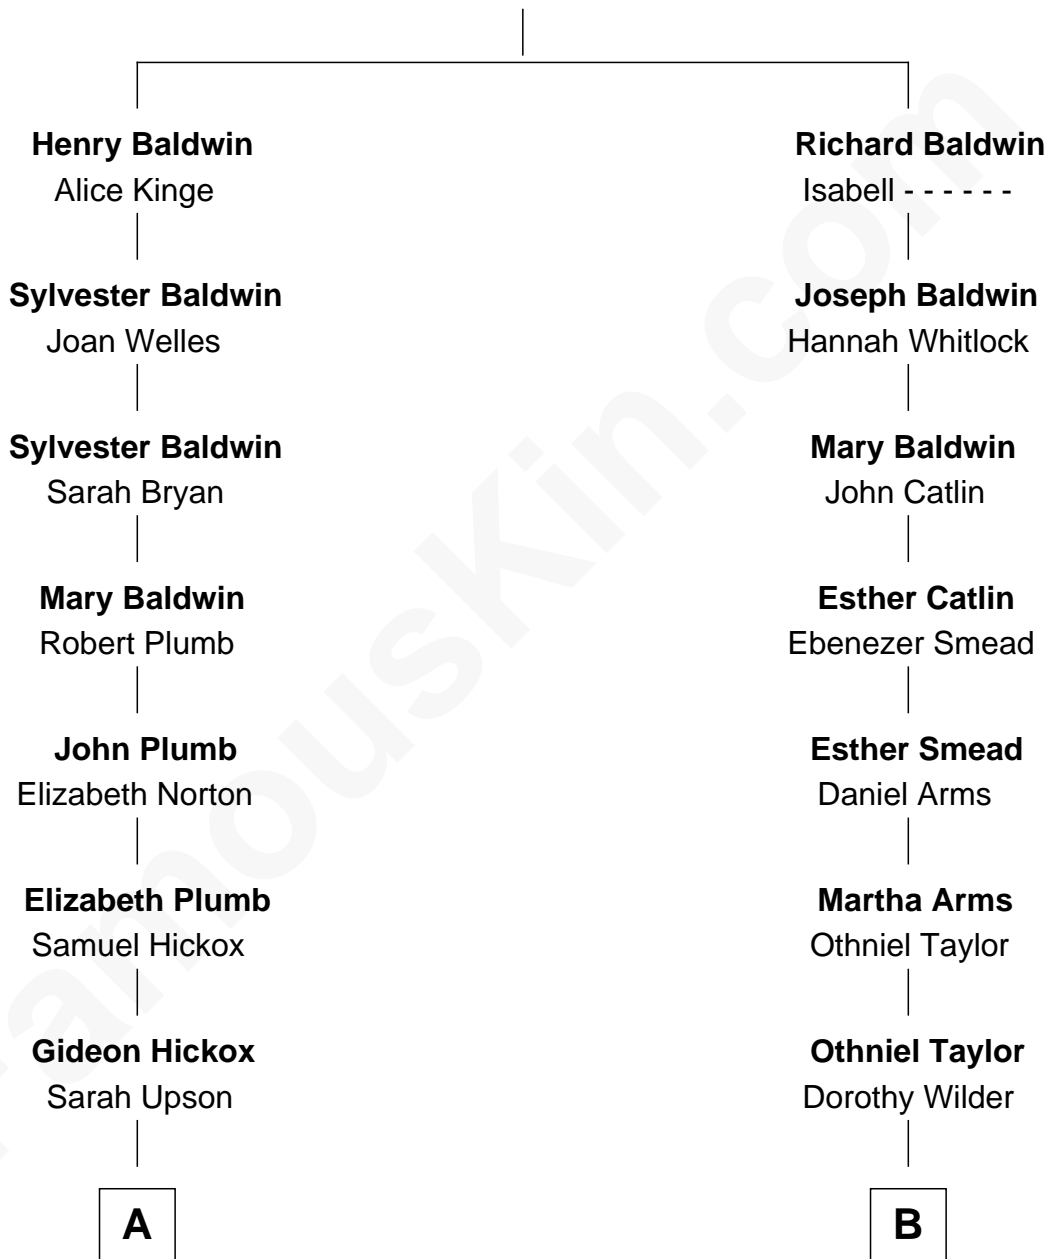 Henry Baldwin
Alice Kinge
Sylvester Baldwin
Joan Welles
Sylvester Baldwin
Sarah Bryan
Mary Baldwin
Robert Plumb
John Plumb
Elizabeth Norton
Elizabeth Plumb
Samuel Hickox
Gideon Hickox
Sarah Upson
A
Richard Baldwin
Isabell - - - - - -
Joseph Baldwin
Hannah Whitlock
Mary Baldwin
John Catlin
Esther Catlin
Ebenezer Smead
Esther Smead
Daniel Arms
Martha Arms
Othniel Taylor
Othniel Taylor
Dorothy Wilder
B
FamousKin.com